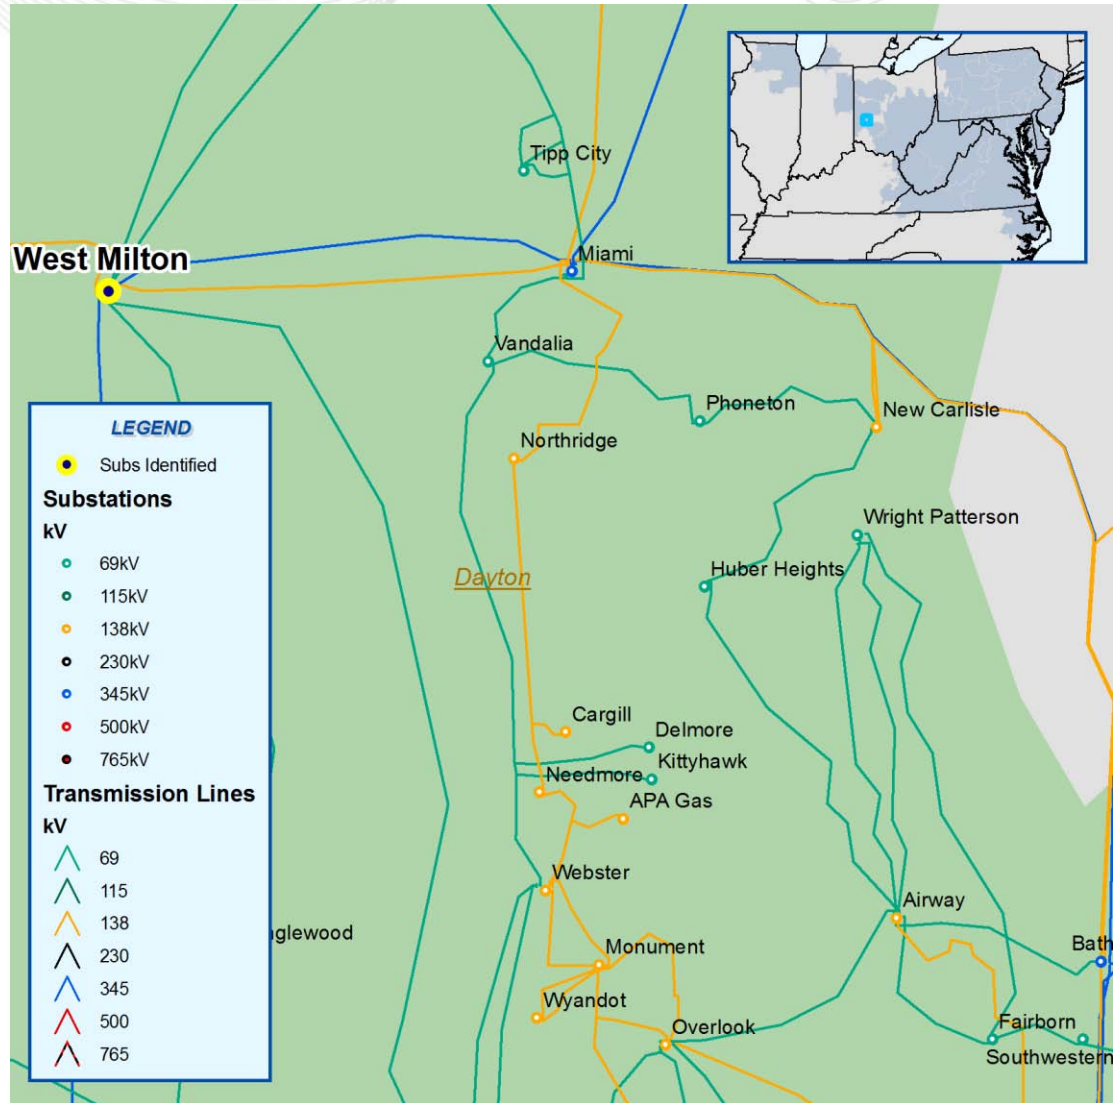 Tipp City
West Milton
Miami
Vandalia
Phoneton
New Carlisle
Northridge
Wright Patterson
Huber Heights
Dayton
Cargill
Delmore
Kittyhawk
Needmore
APA Gas
Webster
Airway
nglewood
Monument
Bath
Wyandot
Overlook
Fairborn
Southwestern
LEGEND
Subs Identified
Substations
kV
69kV
115kV
138kV
230kV
345kV
500kV
765kV
Transmission Lines
kV
69
115
138
230
345
500
765